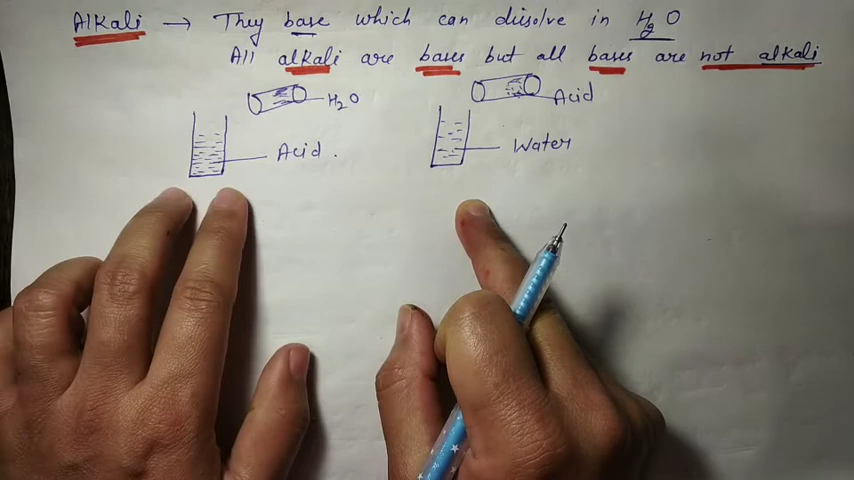 Alkali → They base which can dissolve in H2O
All alkali are bases but all bases are not alkali
H2O
Acid
Acid.
Water